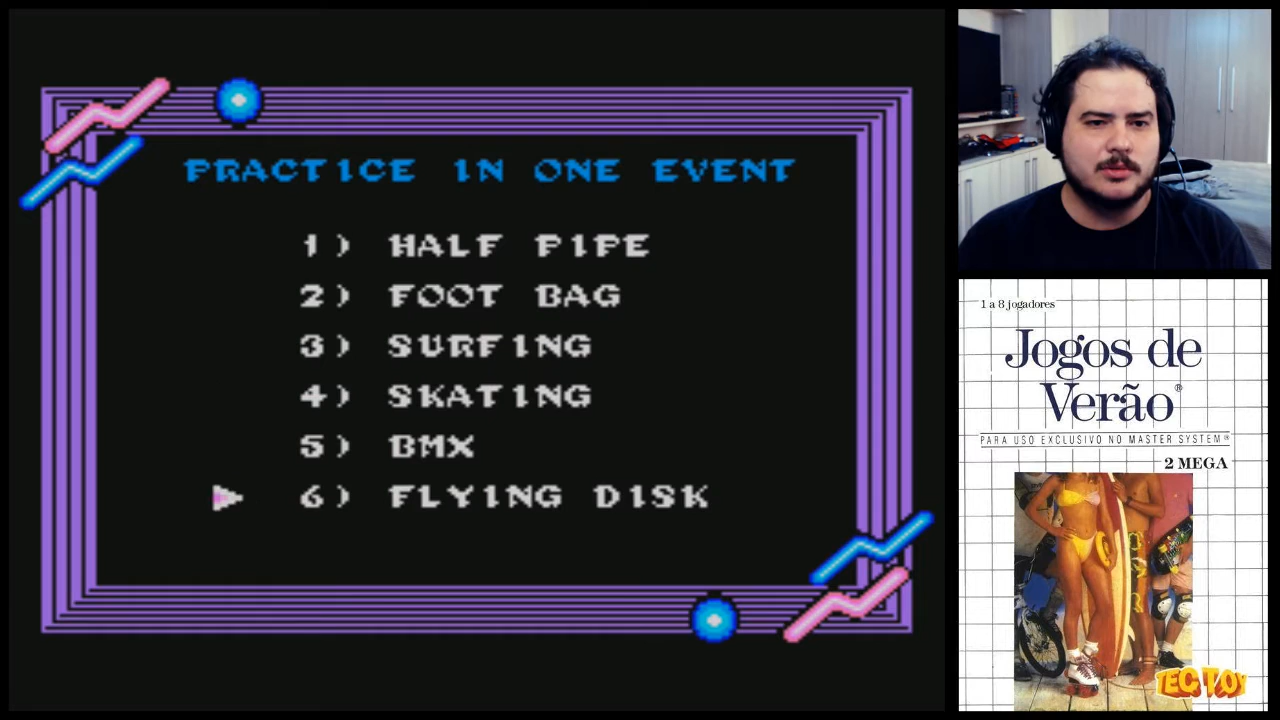 PRACTICE IN ONE EVENT
1) HALF PIPE
2) FOOT BAG
3) SURFING
4) SKATING
5) BMX
6) FLYING DISK
1 a 8 jogadores
Jogos de
Verão®
PARA USO EXCLUSIVO NO MASTER SYSTEM®
2 MEGA
TEC TOY